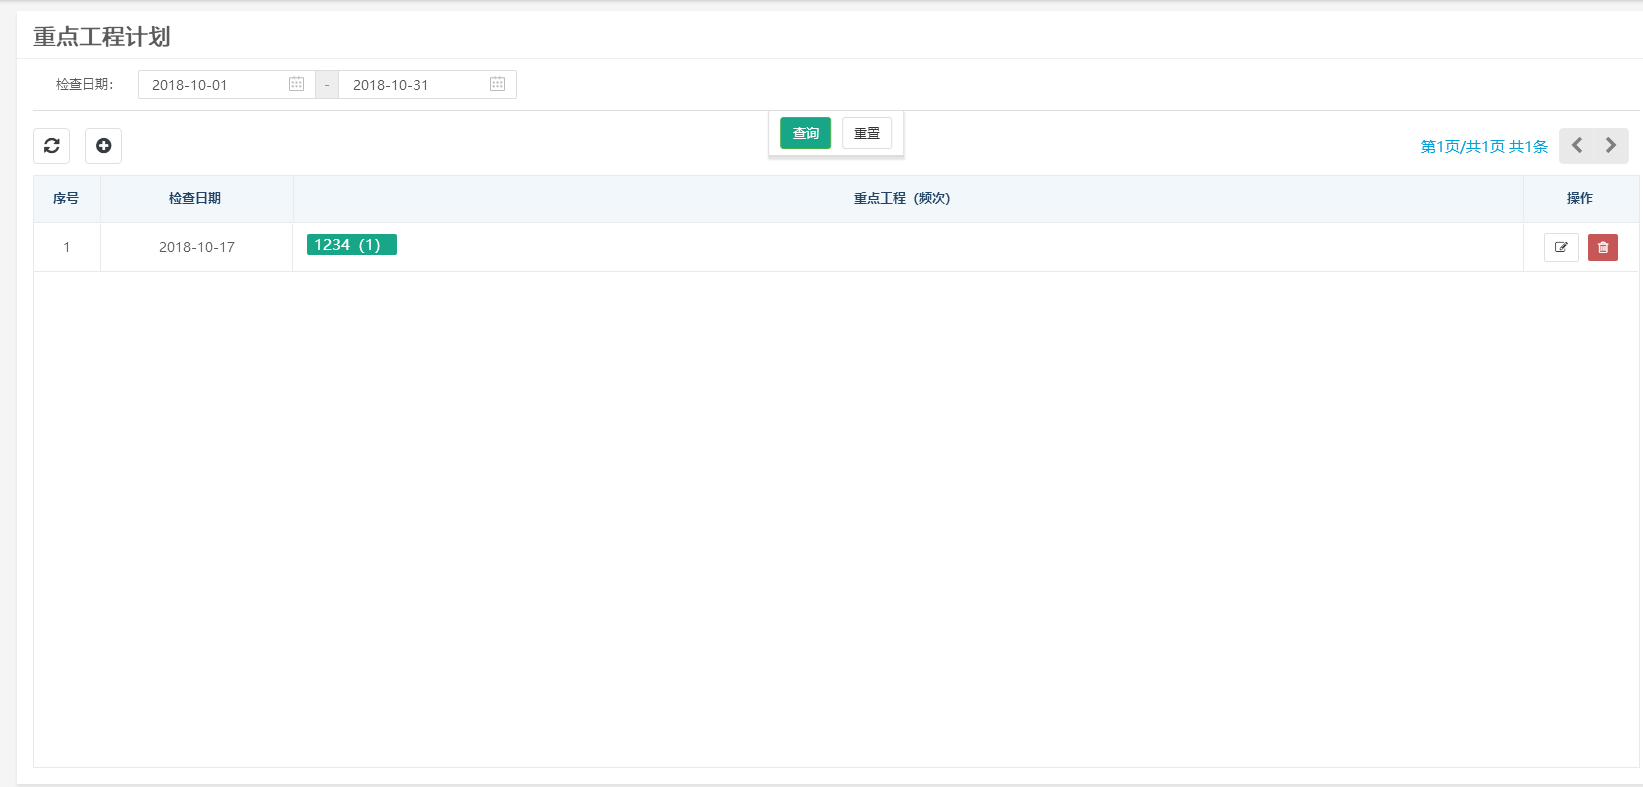 重点工程计划
检查日期：
2018-10-01 - 2018-10-31
查询 重置
第1页/共1页 共1条
序号 检查日期 重点工程（频次） 操作
1 2018-10-17 1234（1）